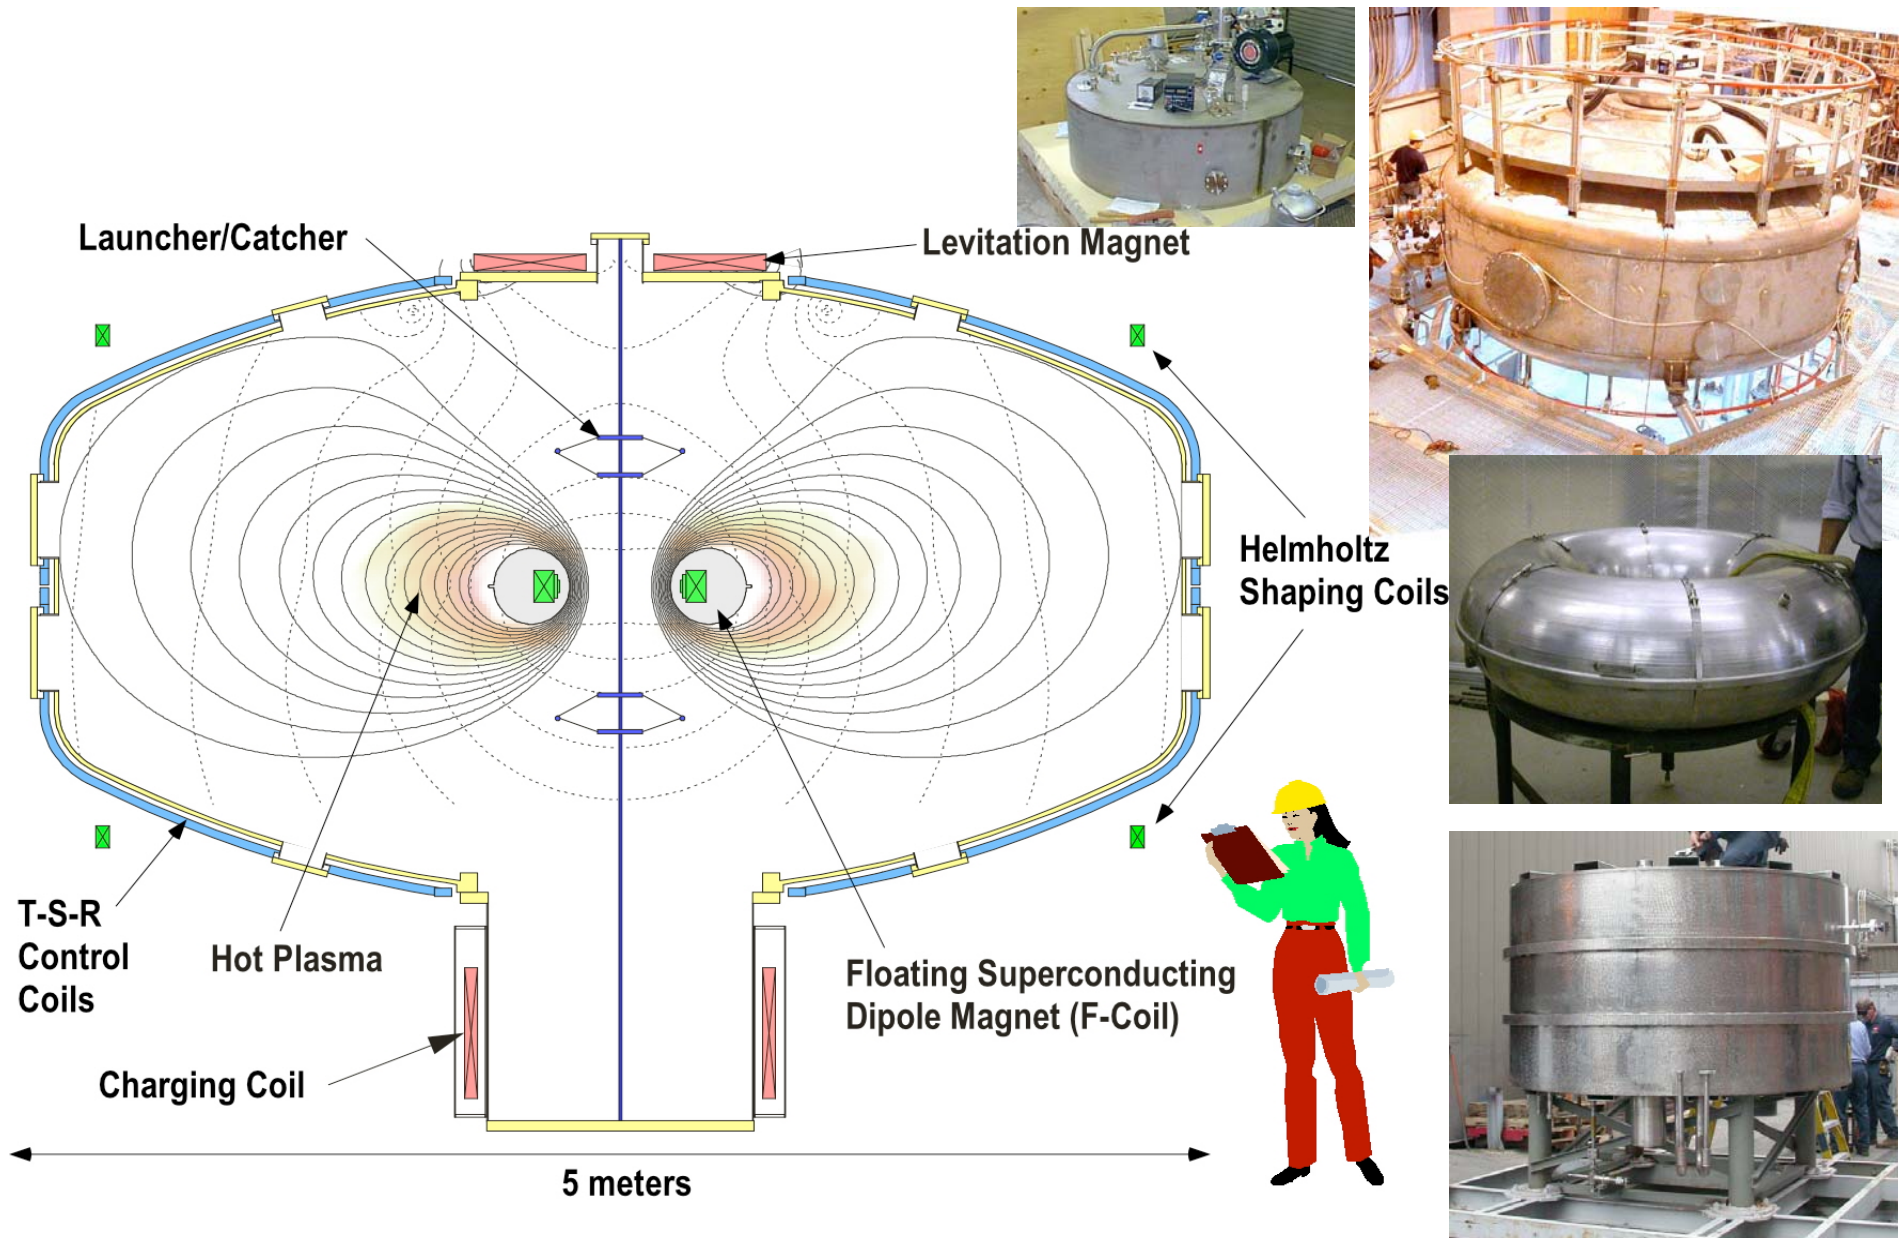 Launcher/Catcher
Levitation Magnet
Helmholtz
Shaping Coils
T-S-R
Control
Coils
Hot Plasma
Floating Superconducting
Dipole Magnet (F-Coil)
Charging Coil
5 meters